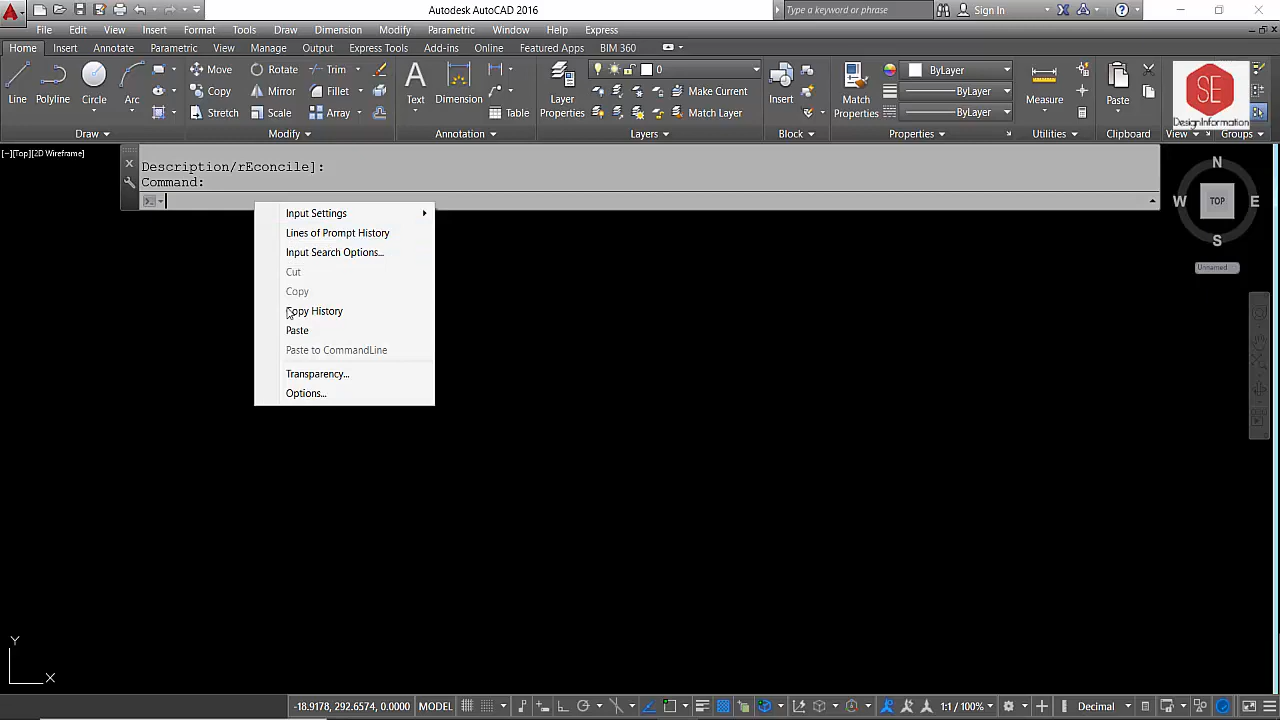 Autodesk AutoCAD 2016
Type a keyword or phrase
Sign In
File Edit View Insert Format Tools Draw Dimension Modify Parametric Window Help Express
Home Insert Annotate Parametric View Manage Output Express Tools Add-ins Online Featured Apps BIM 360
Line
Polyline
Circle
Arc
Draw
Move
Copy
Stretch
Rotate
Mirror
Scale
Trim
Fillet
Array
Modify
Text
Dimension
Table
Annotation
Layer
Properties
0
Make Current
Match Layer
Layers
Insert
Block
Match
Properties
ByLayer
ByLayer
ByLayer
Properties
Measure
Utilities
Paste
Clipboard
SE
DesignInformation
View
Groups
[−][Top][2D Wireframe]
Description/rEconcile]:
Command:
Input Settings
Lines of Prompt History
Input Search Options...
Cut
Copy
Copy History
Paste
Paste to CommandLine
Transparency...
Options...
N
W
TOP
E
S
Unnamed
Y
X
-18.9178, 292.6574, 0.0000
MODEL
1:1 / 100%
Decimal